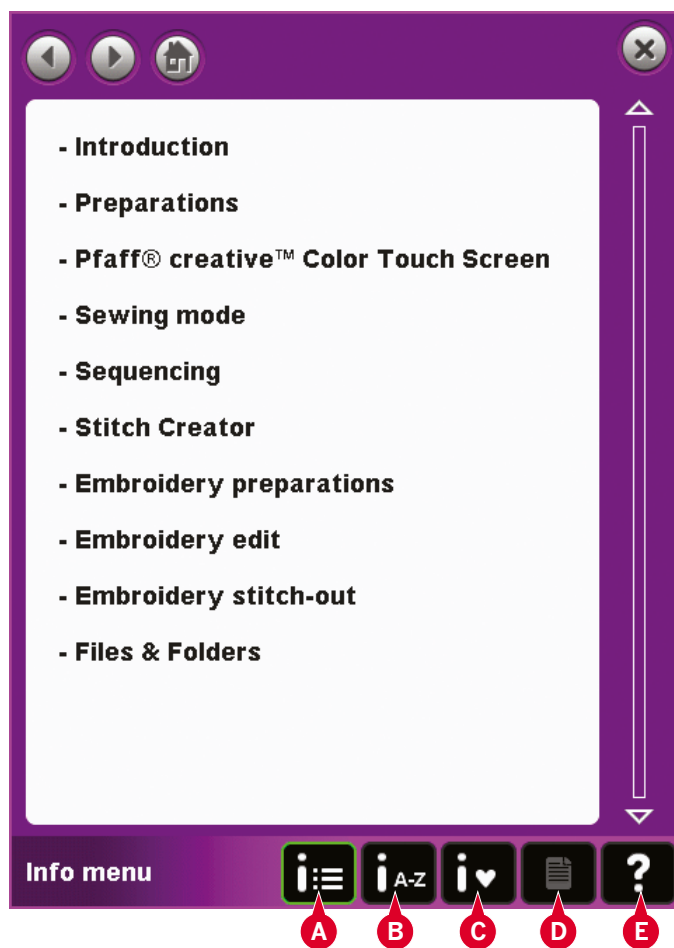 - Introduction
- Preparations
- Pfaff® creative™ Color Touch Screen
- Sewing mode
- Sequencing
- Stitch Creator
- Embroidery preparations
- Embroidery edit
- Embroidery stitch-out
- Files & Folders
Info menu
i i A-Z i ?
A B C D E